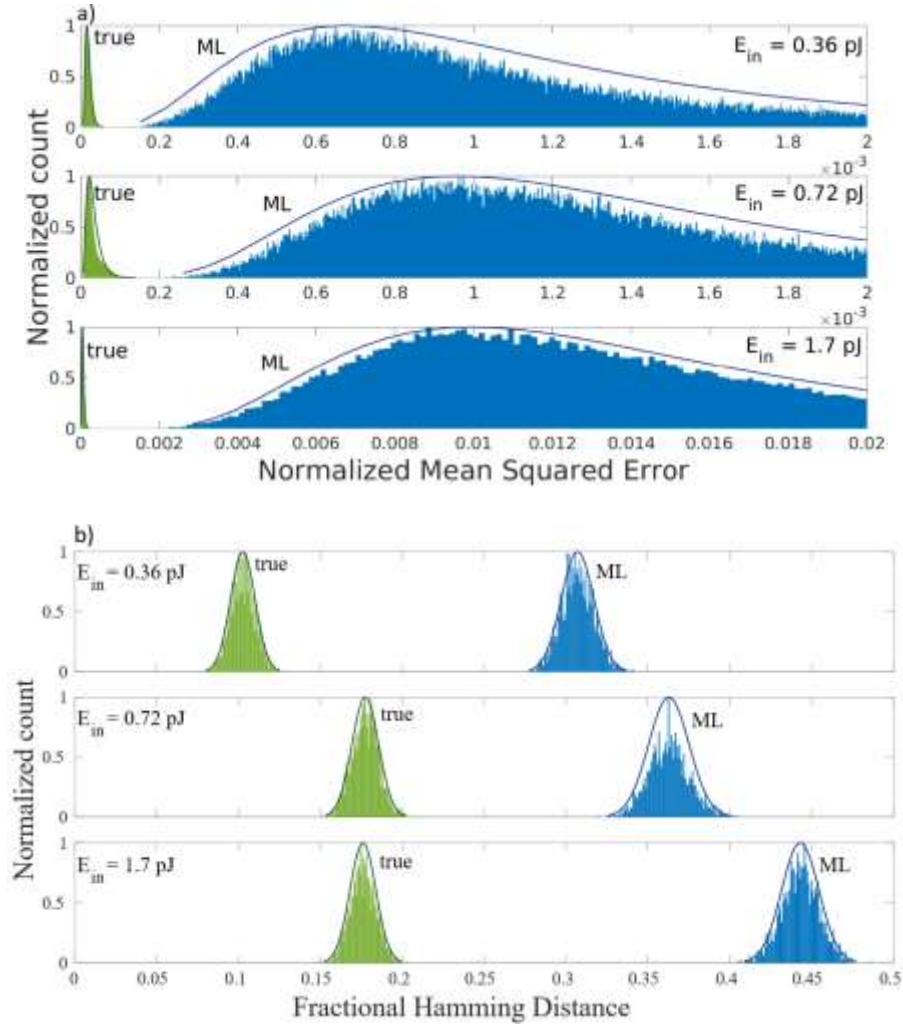 a)
Normalized count
1
0.5
0
true
ML
E_in = 0.36 pJ
0 0.2 0.4 0.6 0.8 1 1.2 1.4 1.6 1.8 2
×10⁻³
1
0.5
0
true
ML
E_in = 0.72 pJ
0 0.2 0.4 0.6 0.8 1 1.2 1.4 1.6 1.8 2
×10⁻³
1
0.5
0
true
ML
E_in = 1.7 pJ
0 0.002 0.004 0.006 0.008 0.01 0.012 0.014 0.016 0.018 0.02
Normalized Mean Squared Error
b)
Normalized count
1
0.5
0
E_in = 0.36 pJ
true
ML
1
0.5
0
E_in = 0.72 pJ
true
ML
1
0.5
0
E_in = 1.7 pJ
true
ML
0 0.1 0.15 0.2 0.25 0.3 0.35 0.4 0.45 0.5
Fractional Hamming Distance